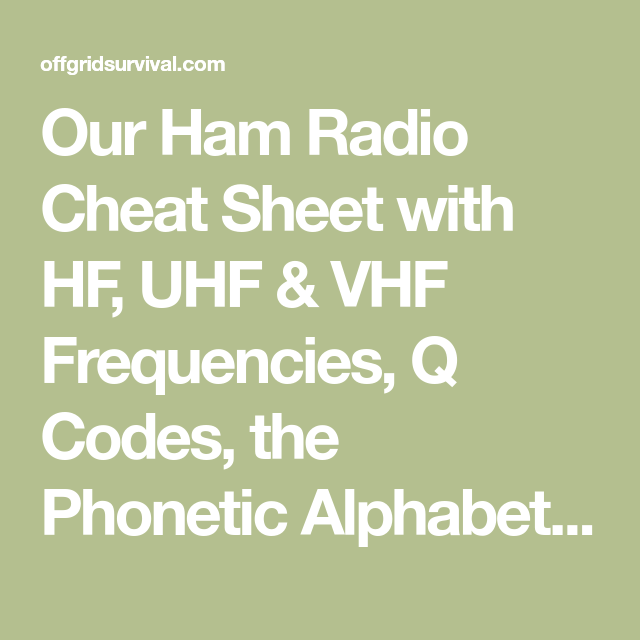 offgridsurvival.com
Our Ham Radio
Cheat Sheet with
HF, UHF & VHF
Frequencies, Q
Codes, the
Phonetic Alphabet...